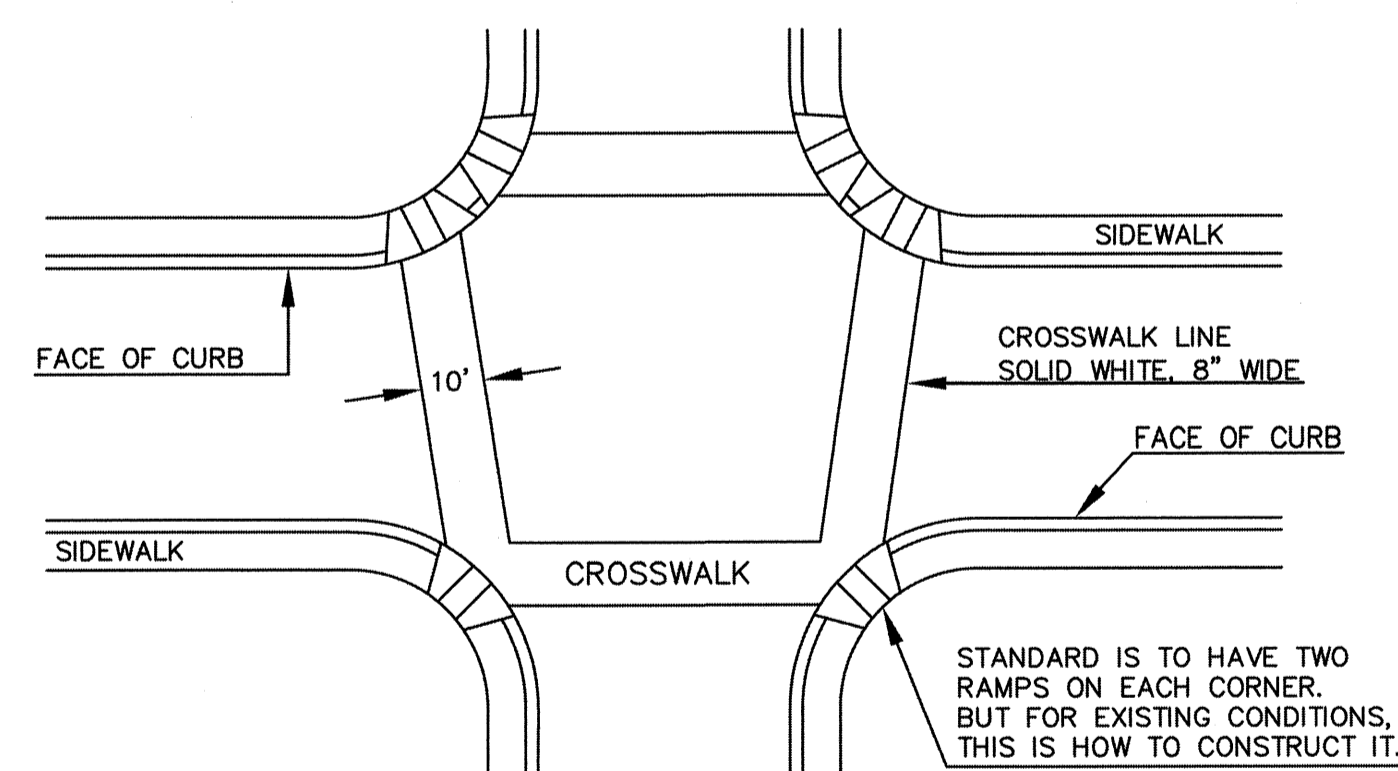 SIDEWALK
FACE OF CURB
CROSSWALK LINE
SOLID WHITE, 8" WIDE
10'
FACE OF CURB
SIDEWALK
CROSSWALK
STANDARD IS TO HAVE TWO
RAMPS ON EACH CORNER.
BUT FOR EXISTING CONDITIONS,
THIS IS HOW TO CONSTRUCT IT.